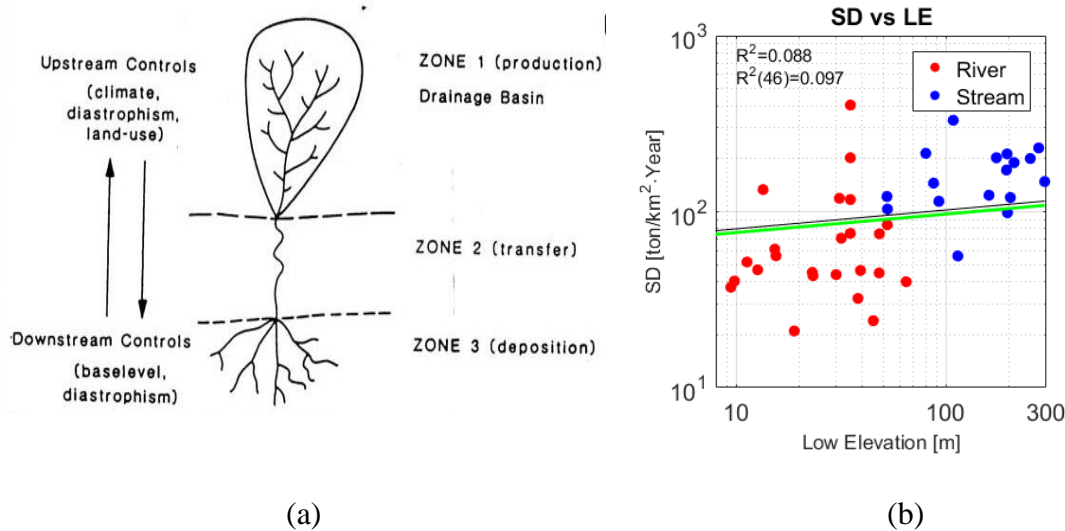 Upstream Controls
(climate,
diastrophism,
land-use)
Downstream Controls
(baselevel,
diastrophism)
ZONE 1 (production)
Drainage Basin
ZONE 2 (transfer)
ZONE 3 (deposition)
(a)
SD vs LE
R²=0.088
R²(46)=0.097
River
Stream
SD [ton/km²·Year]
10³
10²
10¹
10
100
300
Low Elevation [m]
(b)